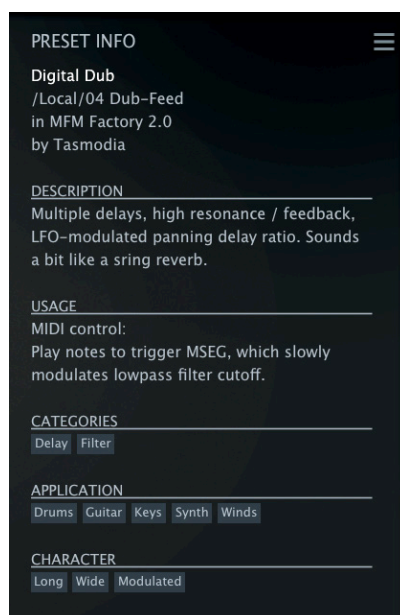 PRESET INFO
Digital Dub
/Local/04 Dub-Feed
in MFM Factory 2.0
by Tasmodia
DESCRIPTION
Multiple delays, high resonance / feedback,
LFO-modulated panning delay ratio. Sounds
a bit like a sring reverb.
USAGE
MIDI control:
Play notes to trigger MSEG, which slowly
modulates lowpass filter cutoff.
CATEGORIES
Delay Filter
APPLICATION
Drums Guitar Keys Synth Winds
CHARACTER
Long Wide Modulated